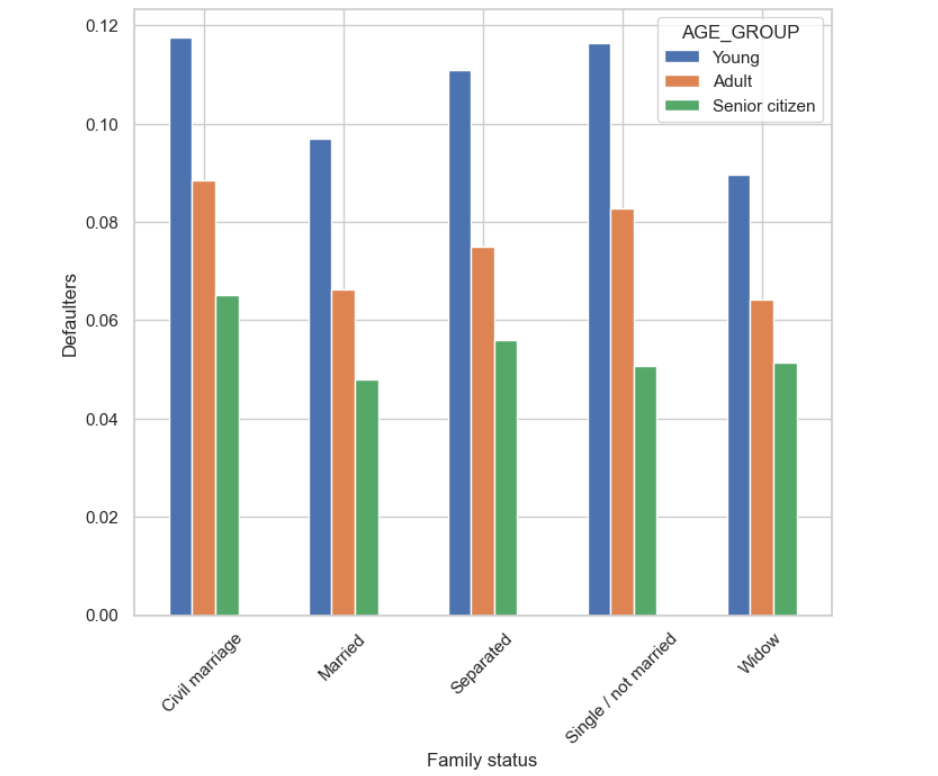 AGE_GROUP
Young
Adult
Senior citizen
0.12
0.10
0.08
0.06
0.04
0.02
0.00
Defaulters
Civil marriage
Married
Separated
Single / not married
Widow
Family status